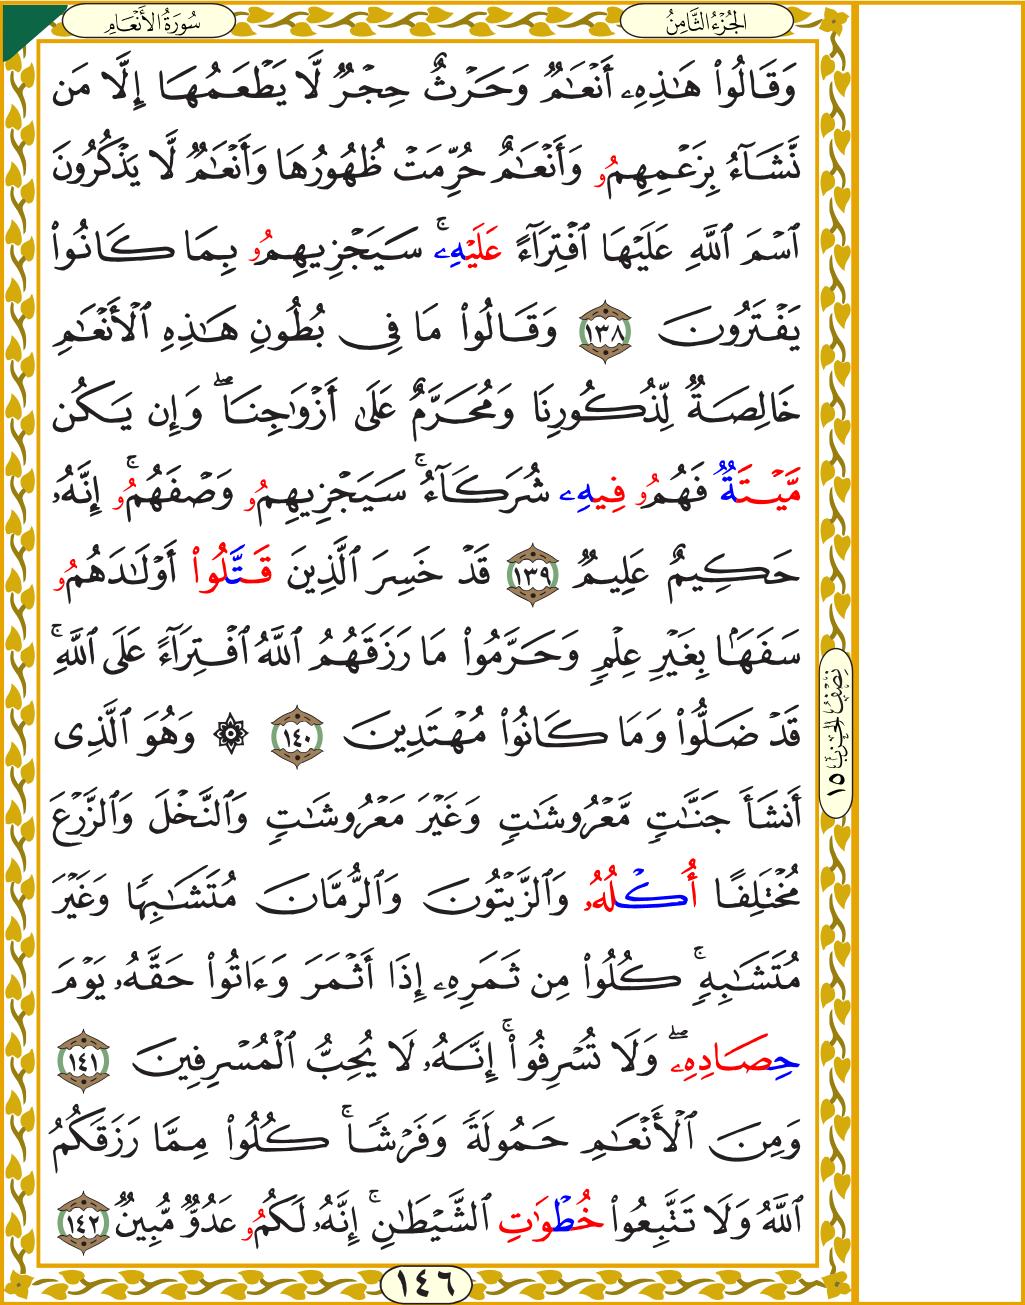 سُورَةُ الأَنْعَامِ
الجُزْءُ الثَّامِنُ
وَقَالُوا۟ هَـٰذِهِۦ أَنْعَـٰمٌ وَحَرْثٌ حِجْرٌ لَّا يَطْعَمُهَا إِلَّا مَن
نَّشَآءُ بِزَعْمِهِمُۥ وَأَنْعَـٰمٌ حُرِّمَتْ ظُهُورُهَا وَأَنْعَـٰمٌ لَّا يَذْكُرُونَ
ٱسْمَ ٱللَّهِ عَلَيْهَا ٱفْتِرَآءً عَلَيْهِۦۚ سَيَجْزِيهِمُۥ بِمَا كَانُوا۟
يَفْتَرُونَ ١٣٨ وَقَالُوا۟ مَا فِى بُطُونِ هَـٰذِهِ ٱلْأَنْعَـٰمِ
خَالِصَةٌ لِّذُكُورِنَا وَمُحَرَّمٌ عَلَىٰ أَزْوَٰجِنَاۖ وَإِن يَكُن
مَّيْتَةٌ فَهُمُۥ فِيهِۦ شُرَكَآءُۚ سَيَجْزِيهِمُۥ وَصْفَهُمُۥۚ إِنَّهُۥ
حَكِيمٌ عَلِيمٌ ١٣٩ قَدْ خَسِرَ ٱلَّذِينَ قَتَّلُوا۟ أَوْلَـٰدَهُمُۥ
سَفَهًۢا بِغَيْرِ عِلْمٍ وَحَرَّمُوا۟ مَا رَزَقَهُمُ ٱللَّهُ ٱفْتِرَآءً عَلَى ٱللَّهِۚ
قَدْ ضَلُّوا۟ وَمَا كَانُوا۟ مُهْتَدِينَ ١٤٠ ۞ وَهُوَ ٱلَّذِى
أَنشَأَ جَنَّـٰتٍ مَّعْرُوشَـٰتٍ وَغَيْرَ مَعْرُوشَـٰتٍ وَٱلنَّخْلَ وَٱلزَّرْعَ
مُخْتَلِفًا أُكْلُهُۥ وَٱلزَّيْتُونَ وَٱلرُّمَّانَ مُتَشَـٰبِهًا وَغَيْرَ
مُتَشَـٰبِهٍۚ كُلُوا۟ مِن ثَمَرِهِۦ إِذَا أَثْمَرَ وَءَاتُوا۟ حَقَّهُۥ يَوْمَ
حِصَادِهِۦۖ وَلَا تُسْرِفُوا۟ۚ إِنَّهُۥ لَا يُحِبُّ ٱلْمُسْرِفِينَ ١٤١
وَمِنَ ٱلْأَنْعَـٰمِ حَمُولَةً وَفَرْشًاۚ كُلُوا۟ مِمَّا رَزَقَكُمُ
ٱللَّهُ وَلَا تَتَّبِعُوا۟ خُطْوَٰتِ ٱلشَّيْطَـٰنِۚ إِنَّهُۥ لَكُمُۥ عَدُوٌّ مُّبِينٌ ١٤٢
نِصْفُ الحِزْبِ ١٥
١٤٦